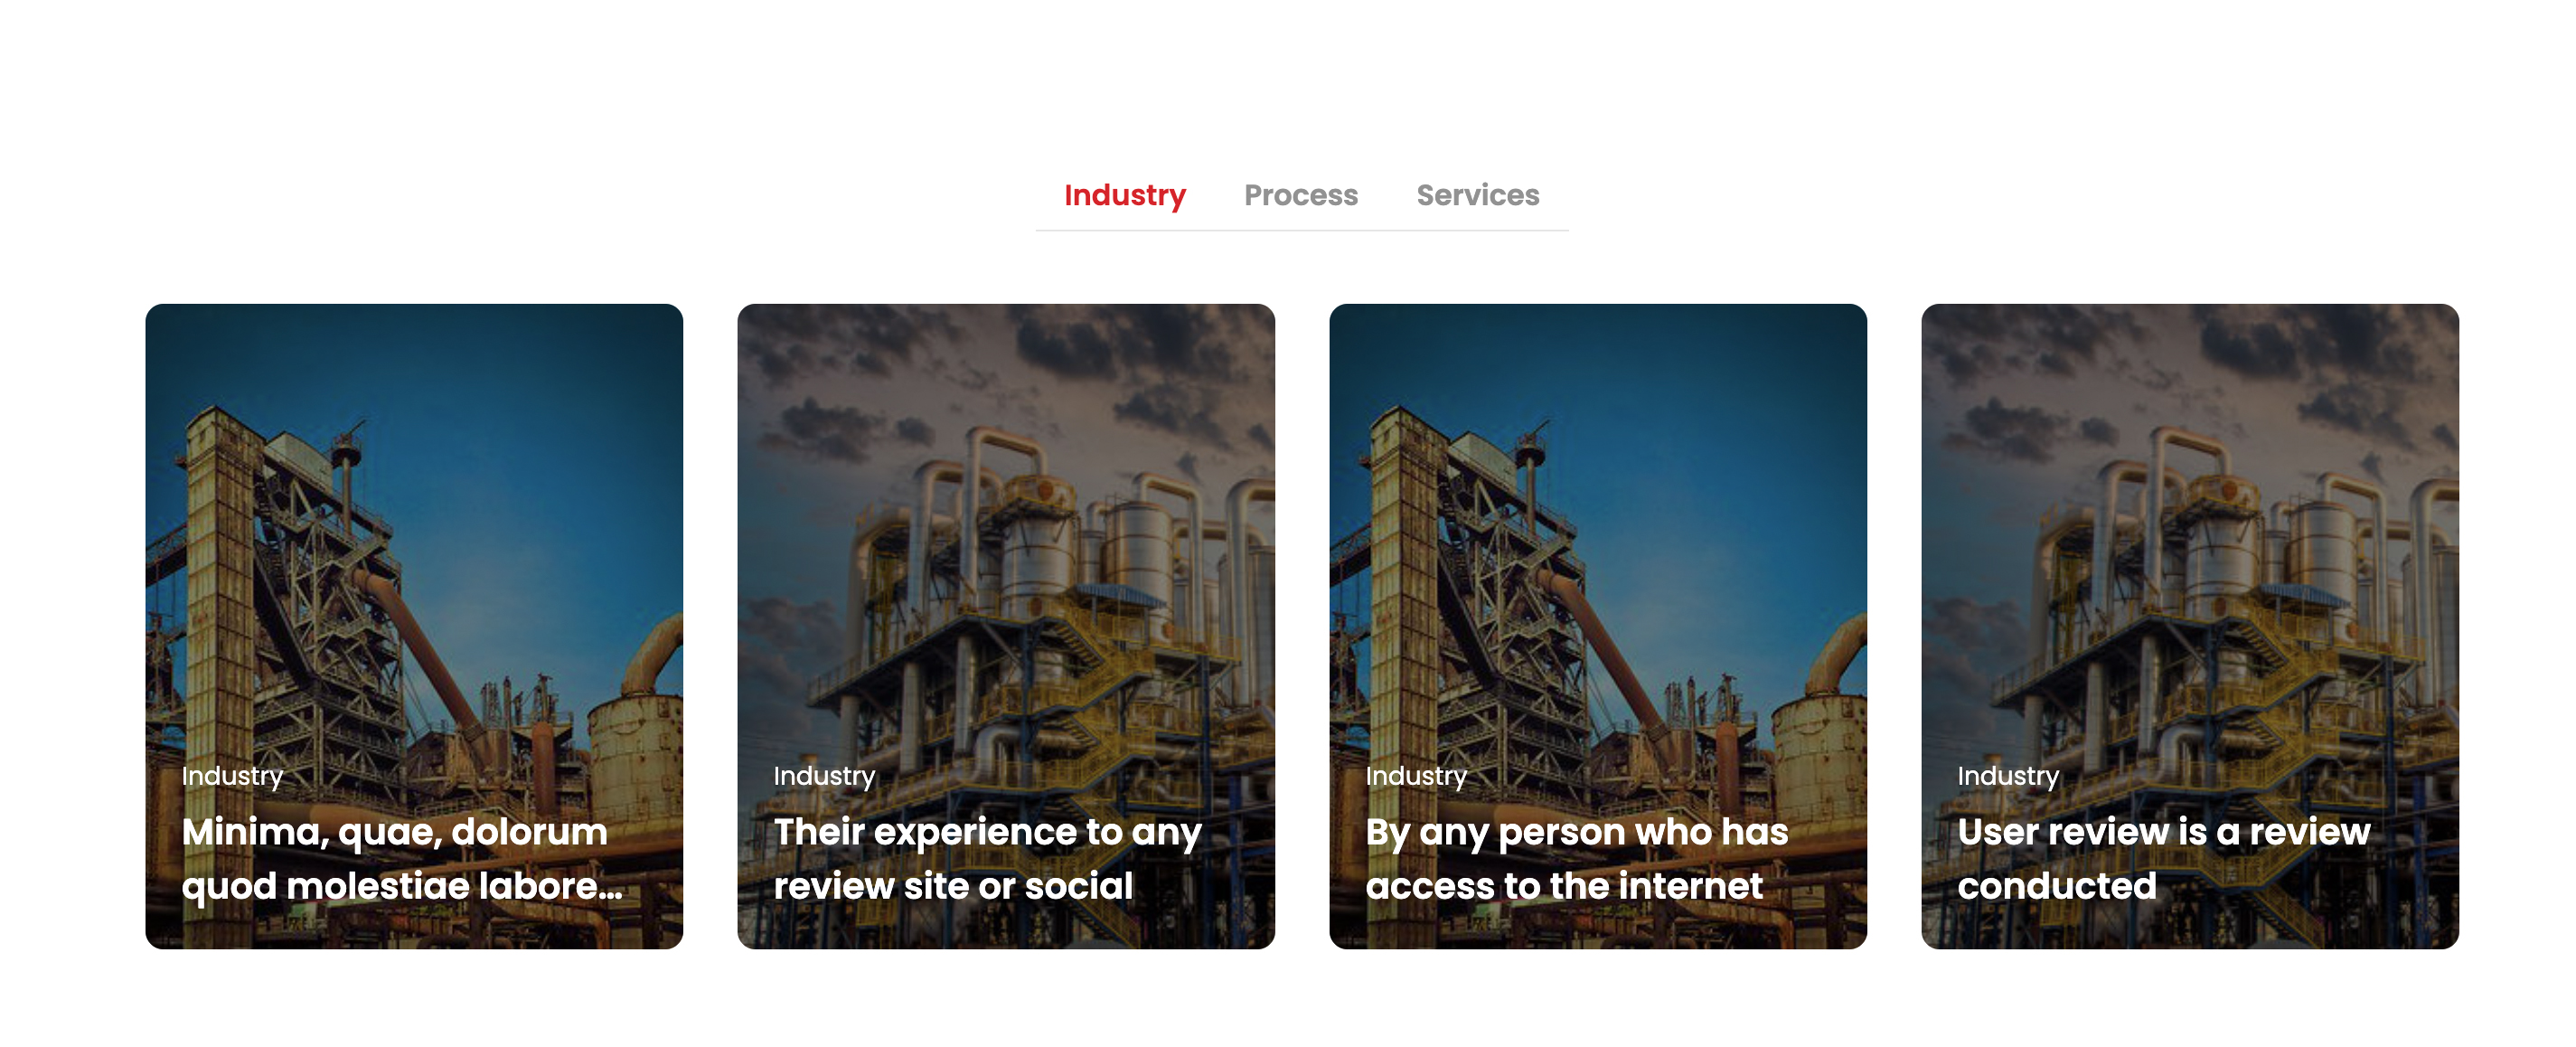 Industry Process Services
Industry
Minima, quae, dolorum
quod molestiae labore...
Industry
Their experience to any
review site or social
Industry
By any person who has
access to the internet
Industry
User review is a review
conducted